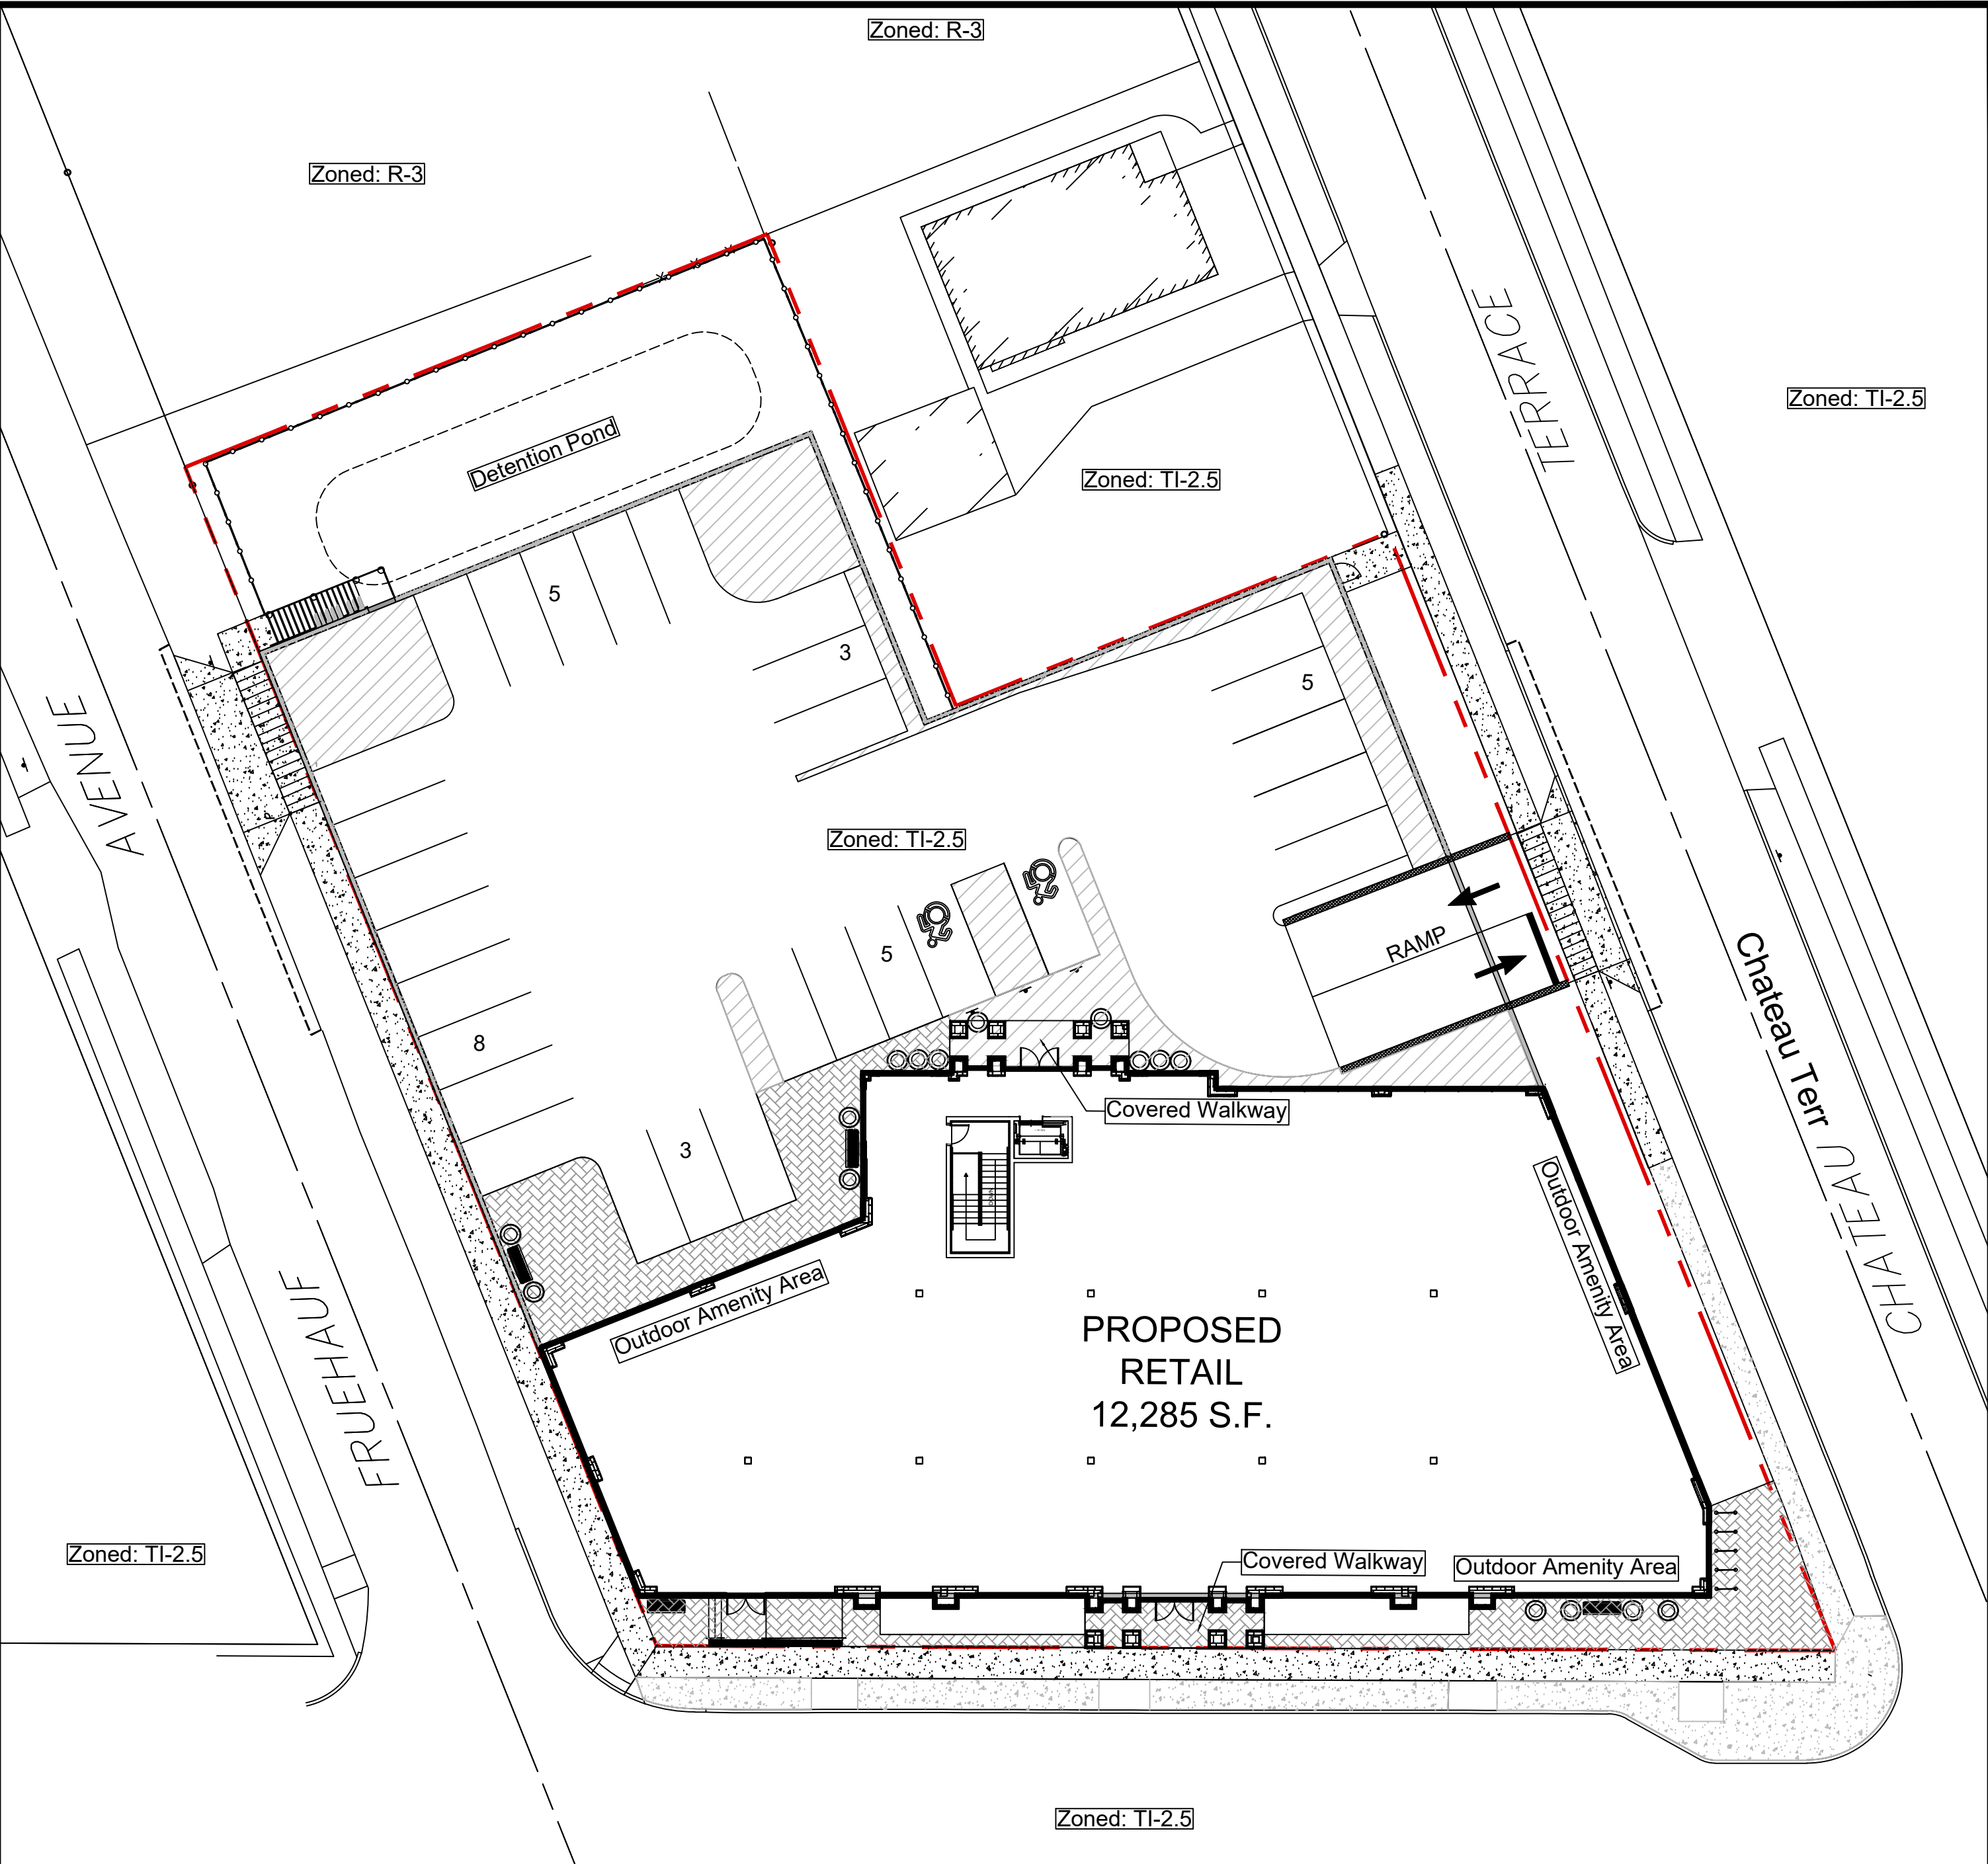 Zoned: R-3
Zoned: R-3
TERRACE
Zoned: TI-2.5
Detention Pond
Zoned: TI-2.5
5
3
5
AVENUE
Zoned: TI-2.5
5
RAMP
Chateau Terr
8
Covered Walkway
3
DOWN
CHATEAU
Outdoor Amenity Area
Outdoor Amenity Area
FRUEHAUF
PROPOSED
RETAIL
12,285 S.F.
Zoned: TI-2.5
Covered Walkway
Outdoor Amenity Area
Zoned: TI-2.5